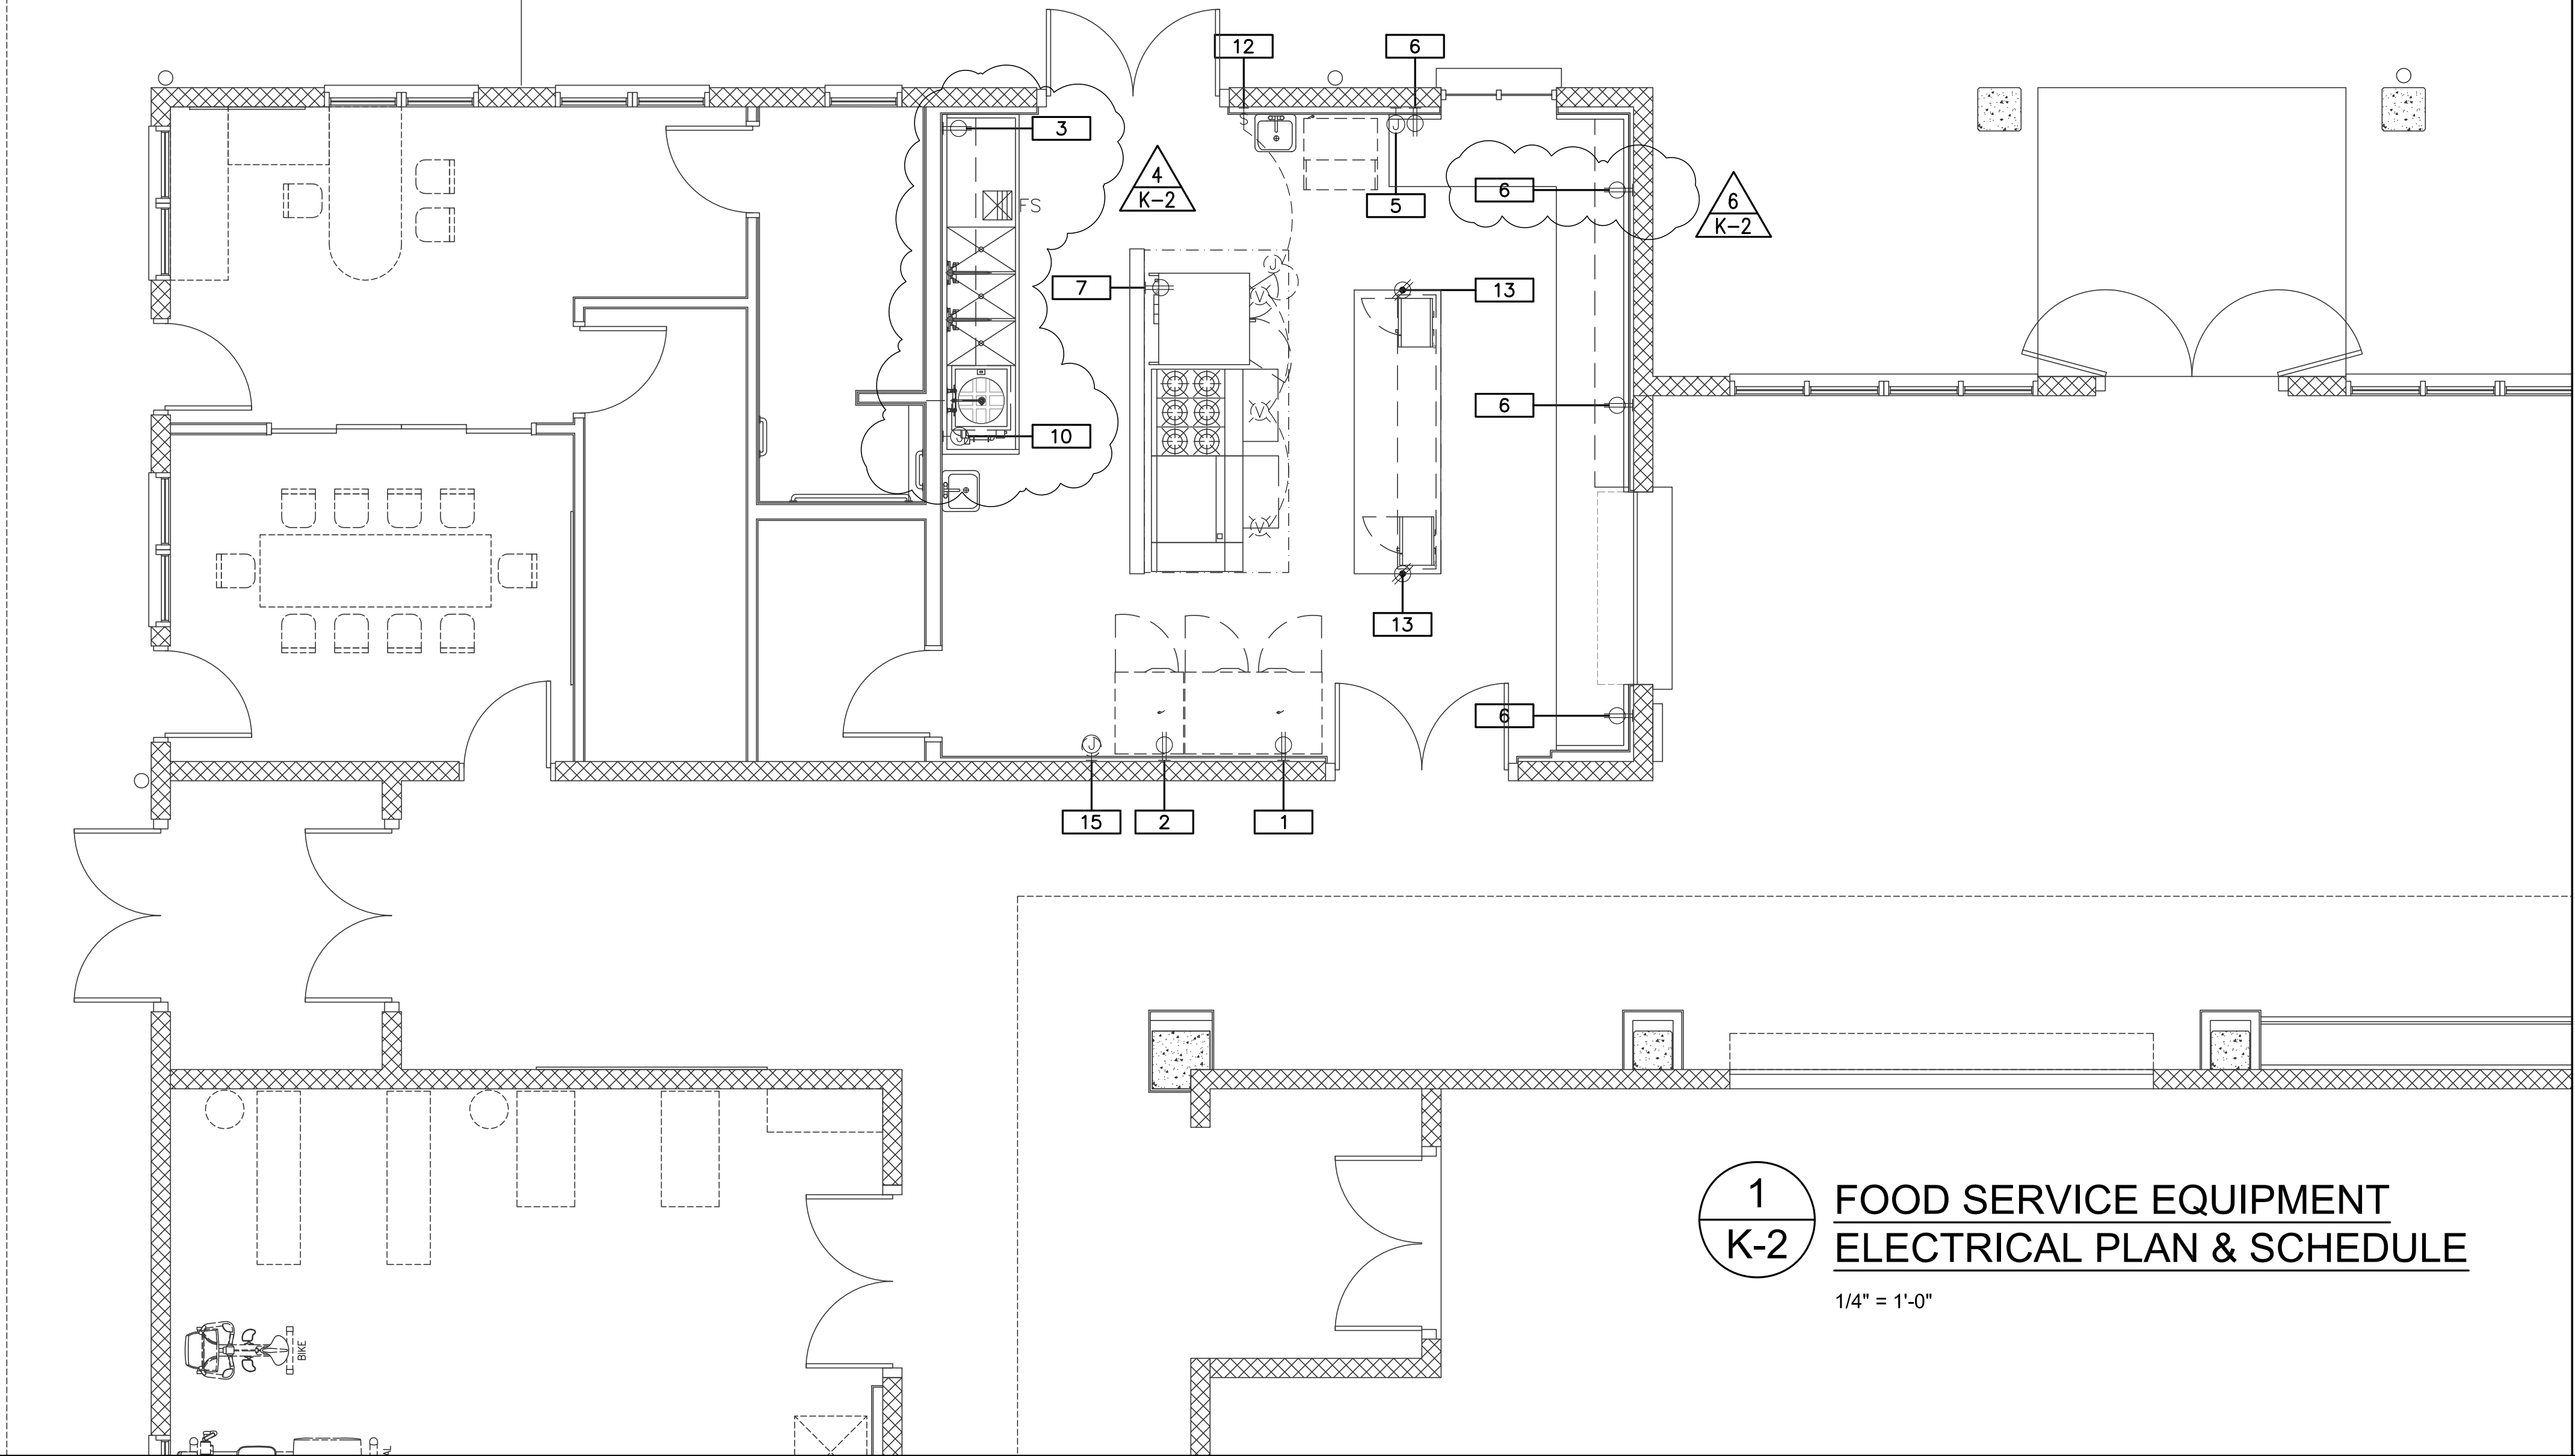 12
6
3
J
S
4
K-2
6
6
K-2
FS
5
J
7
V
13
6
V
J
10
V
13
6
J
15
2
1
1
K-2
FOOD SERVICE EQUIPMENT
ELECTRICAL PLAN & SCHEDULE
1/4" = 1'-0"
BIKE